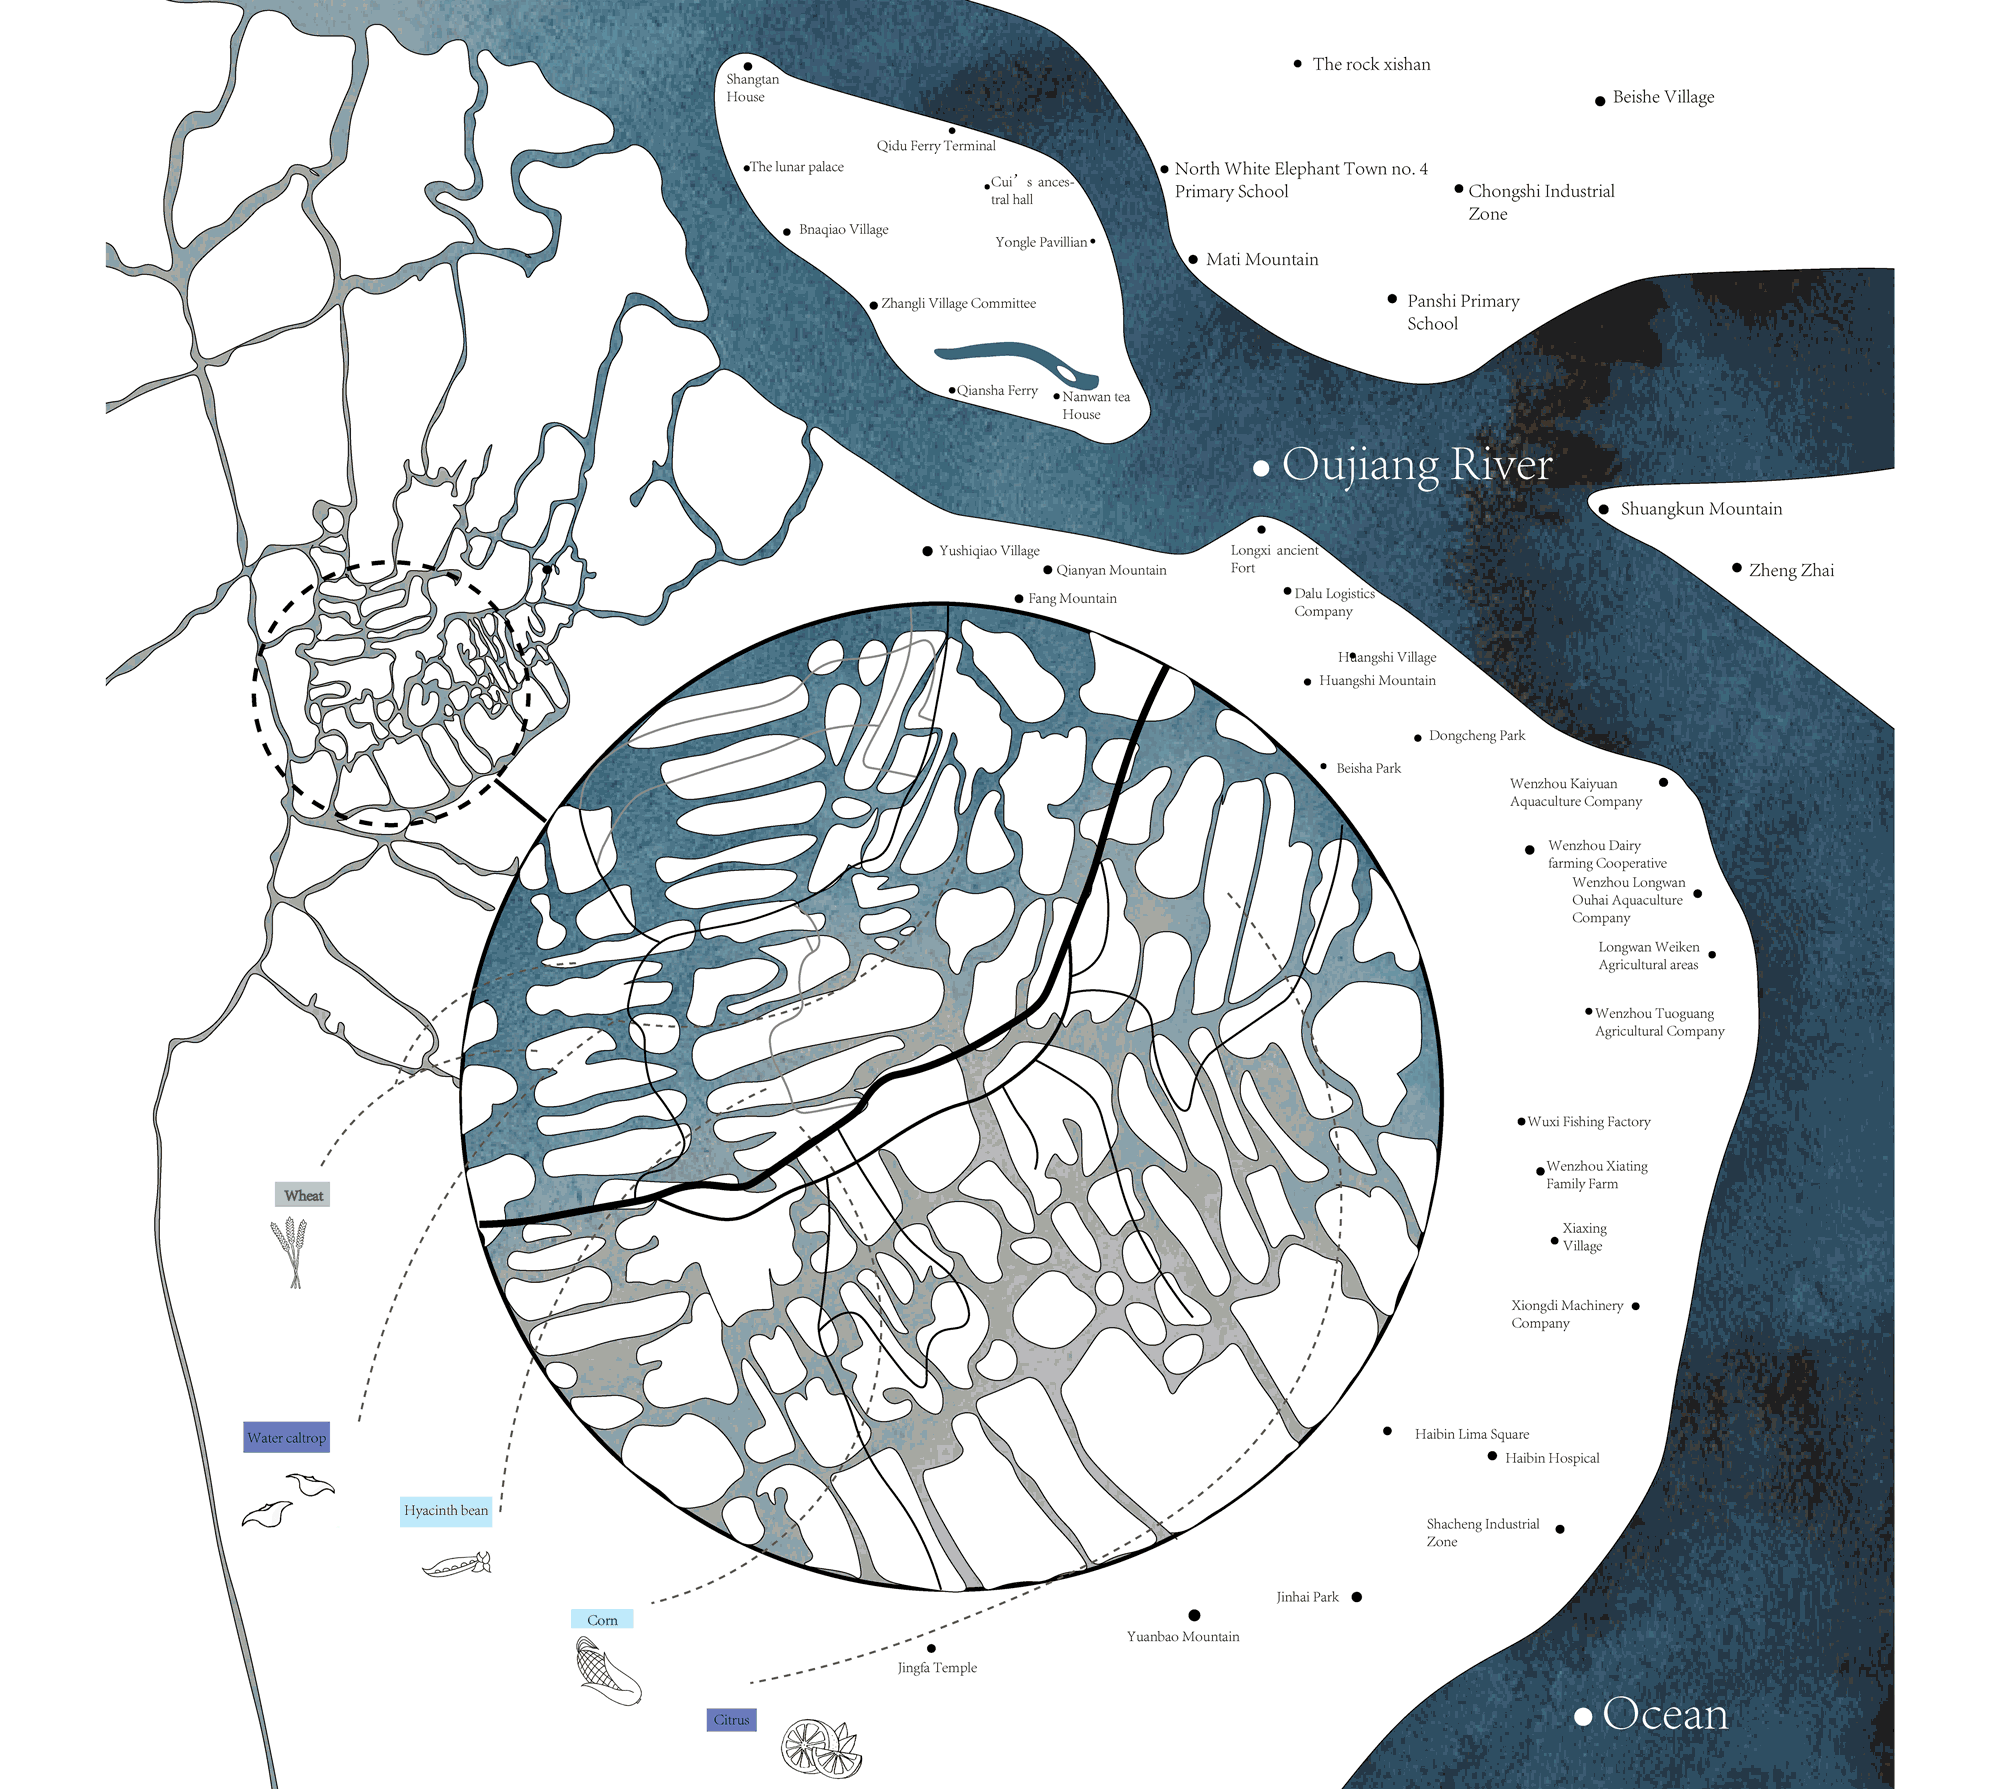 Shangtan
House
Qidu Ferry Terminal
The lunar palace
Cui’s ances-
tral hall
Bnaqiao Village
Yongle Pavillian
Zhangli Village Committee
Qiansha Ferry
Nanwan tea
House
The rock xishan
Beishe Village
North White Elephant Town no. 4
Primary School
Chongshi Industrial
Zone
Mati Mountain
Panshi Primary
School
Oujiang River
Shuangkun Mountain
Zheng Zhai
Yushiqiao Village
Qianyan Mountain
Fang Mountain
Longxi ancient
Fort
Dalu Logistics
Company
Huangshi Village
Huangshi Mountain
Dongcheng Park
Beisha Park
Wenzhou Kaiyuan
Aquaculture Company
Wenzhou Dairy
farming Cooperative
Wenzhou Longwan
Ouhai Aquaculture
Company
Longwan Weiken
Agricultural areas
Wenzhou Tuoguang
Agricultural Company
Wuxi Fishing Factory
Wenzhou Xiating
Family Farm
Xiaxing
Village
Xiongdi Machinery
Company
Haibin Lima Square
Haibin Hospical
Shacheng Industrial
Zone
Jinhai Park
Yuanbao Mountain
Jingfa Temple
Ocean
Wheat
Water caltrop
Hyacinth bean
Corn
Citrus